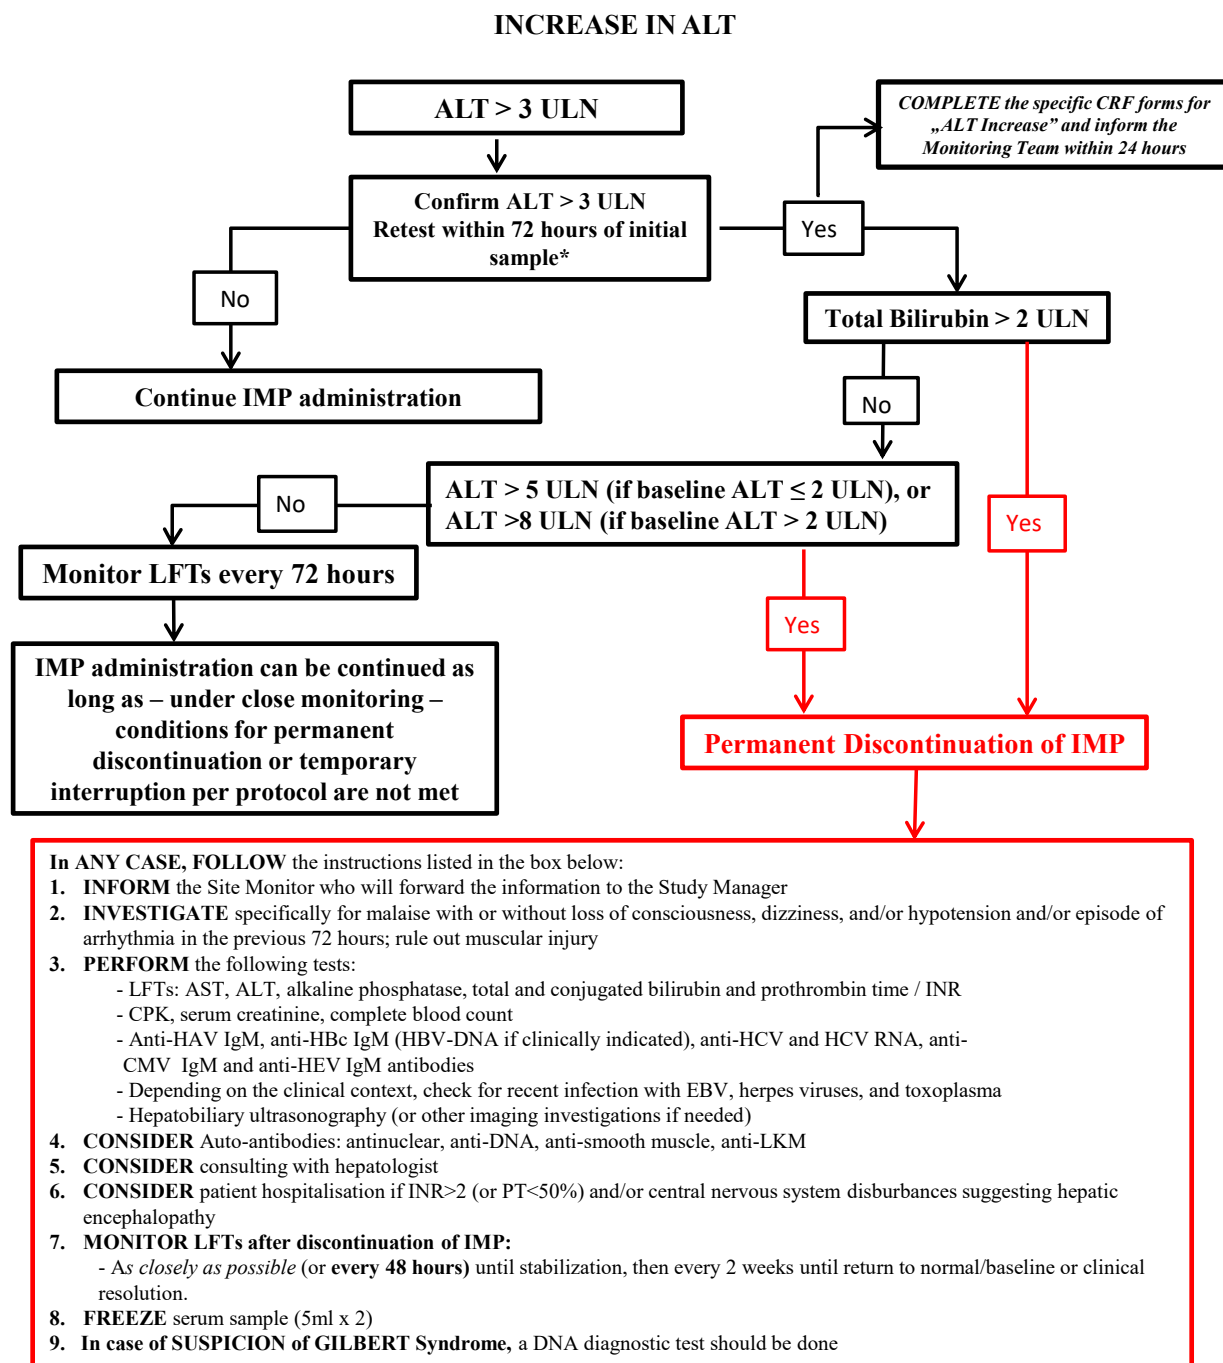 INCREASE IN ALT
ALT > 3 ULN
COMPLETE the specific CRF forms for
„ALT Increase” and inform the
Monitoring Team within 24 hours
Confirm ALT > 3 ULN
Retest within 72 hours of initial
sample*
Yes
No
Total Bilirubin > 2 ULN
Continue IMP administration
No
ALT > 5 ULN (if baseline ALT ≤ 2 ULN), or
ALT >8 ULN (if baseline ALT > 2 ULN)
No
Yes
Monitor LFTs every 72 hours
Yes
IMP administration can be continued as
long as – under close monitoring –
conditions for permanent
discontinuation or temporary
interruption per protocol are not met
Permanent Discontinuation of IMP
In ANY CASE, FOLLOW the instructions listed in the box below:
1. INFORM the Site Monitor who will forward the information to the Study Manager
2. INVESTIGATE specifically for malaise with or without loss of consciousness, dizziness, and/or hypotension and/or episode of
arrhythmia in the previous 72 hours; rule out muscular injury
3. PERFORM the following tests:
- LFTs: AST, ALT, alkaline phosphatase, total and conjugated bilirubin and prothrombin time / INR
- CPK, serum creatinine, complete blood count
- Anti-HAV IgM, anti-HBc IgM (HBV-DNA if clinically indicated), anti-HCV and HCV RNA, anti-
CMV IgM and anti-HEV IgM antibodies
- Depending on the clinical context, check for recent infection with EBV, herpes viruses, and toxoplasma
- Hepatobiliary ultrasonography (or other imaging investigations if needed)
4. CONSIDER Auto-antibodies: antinuclear, anti-DNA, anti-smooth muscle, anti-LKM
5. CONSIDER consulting with hepatologist
6. CONSIDER patient hospitalisation if INR>2 (or PT<50%) and/or central nervous system disburbances suggesting hepatic
encephalopathy
7. MONITOR LFTs after discontinuation of IMP:
- As closely as possible (or every 48 hours) until stabilization, then every 2 weeks until return to normal/baseline or clinical
resolution.
8. FREEZE serum sample (5ml x 2)
9. In case of SUSPICION of GILBERT Syndrome, a DNA diagnostic test should be done